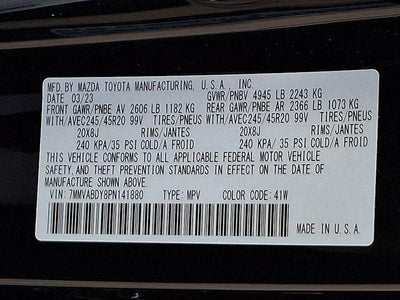 MFD. BY MAZDA TOYOTA MANUFACTURING, U.S.A., INC.
DATE 03/23 GVWR/PNBV 4945 LB 2243 KG
FRONT GAWR/PNBE AV 2606 LB 1182 KG REAR GAWR/PNBE AR 2366 LB 1073 KG
WITH/AVEC245/45R20 99V TIRES/PNEUS WITH/AVEC245/45R20 99V TIRES/PNEUS
20X8J RIMS/JANTES 20X8J RIMS/JANTES
240 KPA/ 35 PSI COLD/A FROID 240 KPA/ 35 PSI COLD/A FROID
THIS VEHICLE CONFORMS TO ALL APPLICABLE FEDERAL MOTOR VEHICLE
SAFETY AND THEFT PREVENTION STANDARDS IN EFFECT ON THE DATE OF
MANUFACTURE SHOWN ABOVE.
VIN: 7MMVABDY8PN141880 TYPE: MPV COLOR CODE: 41W
MADE IN U.S.A.